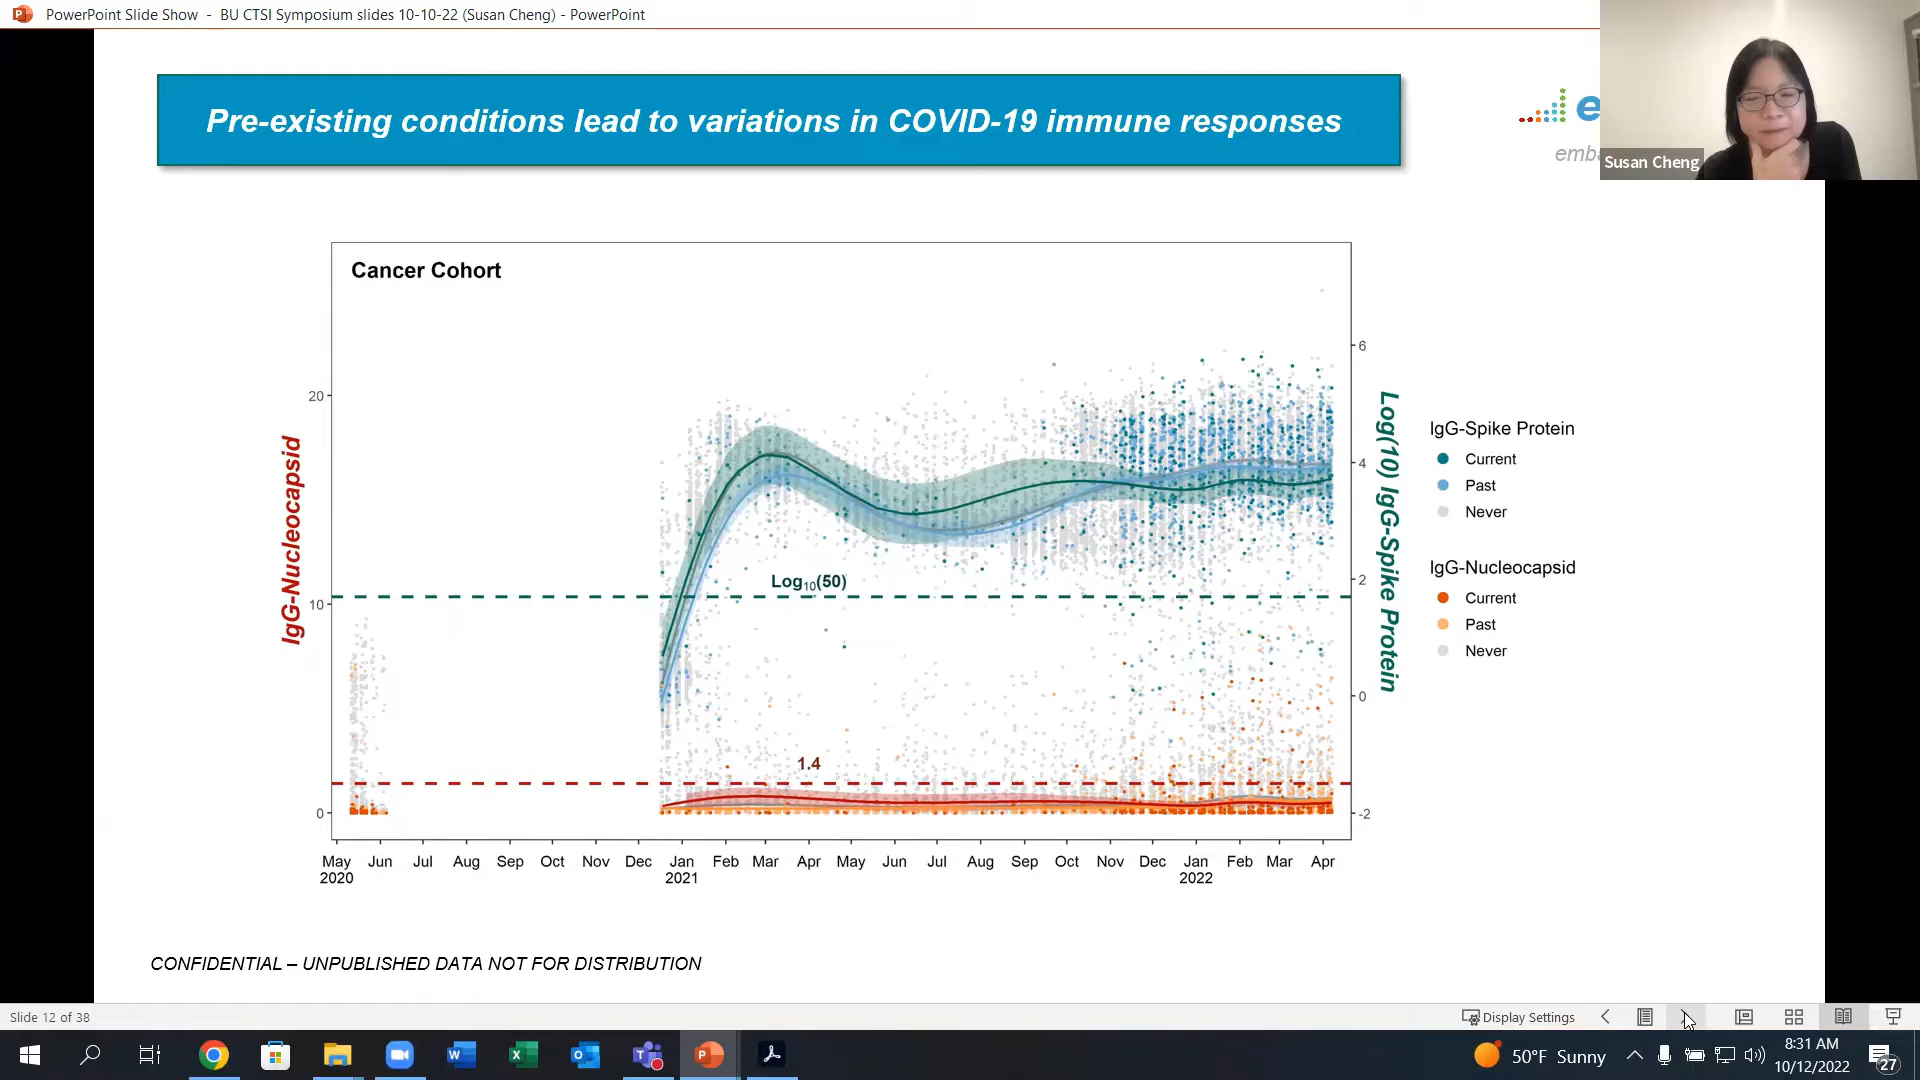 PowerPoint Slide Show - BU CTSI Symposium slides 10-10-22 (Susan Cheng) - PowerPoint
Pre-existing conditions lead to variations in COVID-19 immune responses
Susan Cheng
Cancer Cohort
IgG-Nucleocapsid
20
10
0
Log10(50)
1.4
6
4
2
0
-2
Log(10) IgG-Spike Protein
May Jun Jul Aug Sep Oct Nov Dec Jan Feb Mar Apr May Jun Jul Aug Sep Oct Nov Dec Jan Feb Mar Apr
2020 2021 2022
IgG-Spike Protein
Current
Past
Never
IgG-Nucleocapsid
Current
Past
Never
CONFIDENTIAL – UNPUBLISHED DATA NOT FOR DISTRIBUTION
Slide 12 of 38
Display Settings
50°F Sunny
8:31 AM
10/12/2022
27